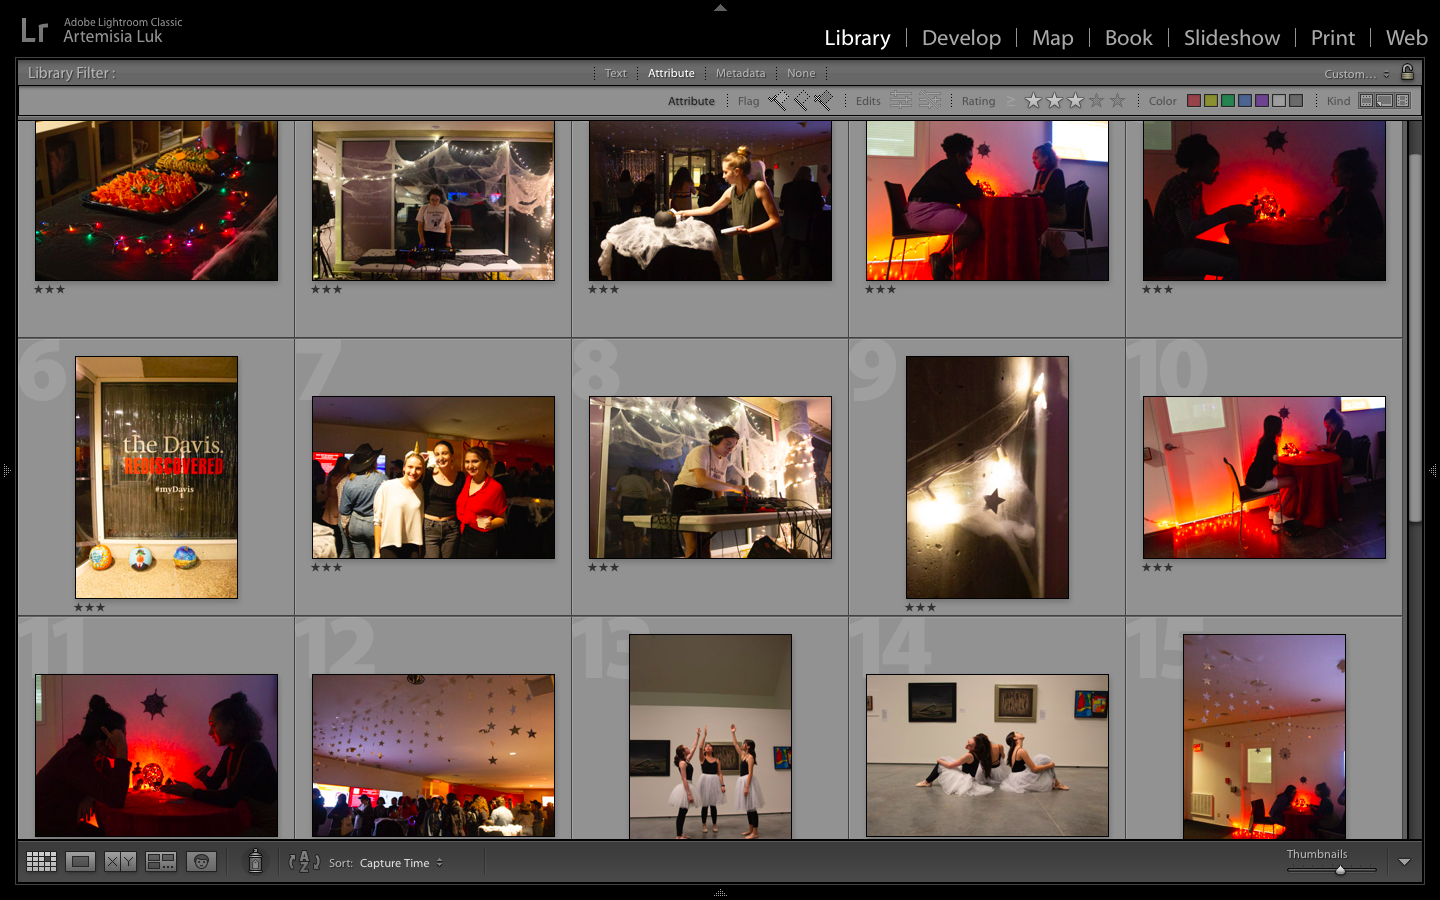 Lr
Adobe Lightroom Classic
Artemisia Luk
Library | Develop | Map | Book | Slideshow | Print | Web
Library Filter :
Text Attribute Metadata None
Custom...
Attribute Flag Edits Rating ≥ ★★★☆☆ Color Kind
★★★ ★★★ ★★★ ★★★ ★★★
6 7 8 9 10
the Davis.
REDISCOVERED
#myDavis
★★★ ★★★ ★★★
★★★ ★★★
11 12 13 14 15
XY
Sort: Capture Time
A
Z
Thumbnails